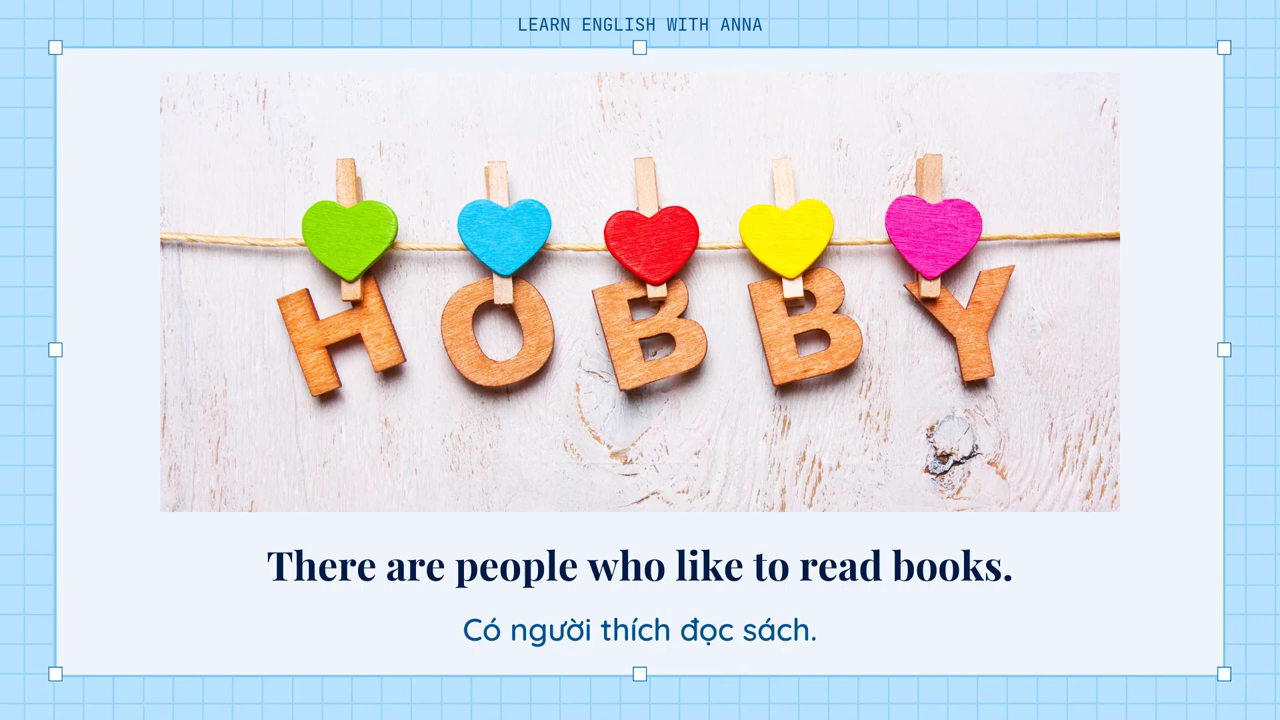 LEARN ENGLISH WITH ANNA
HOBBY
There are people who like to read books.
Có người thích đọc sách.